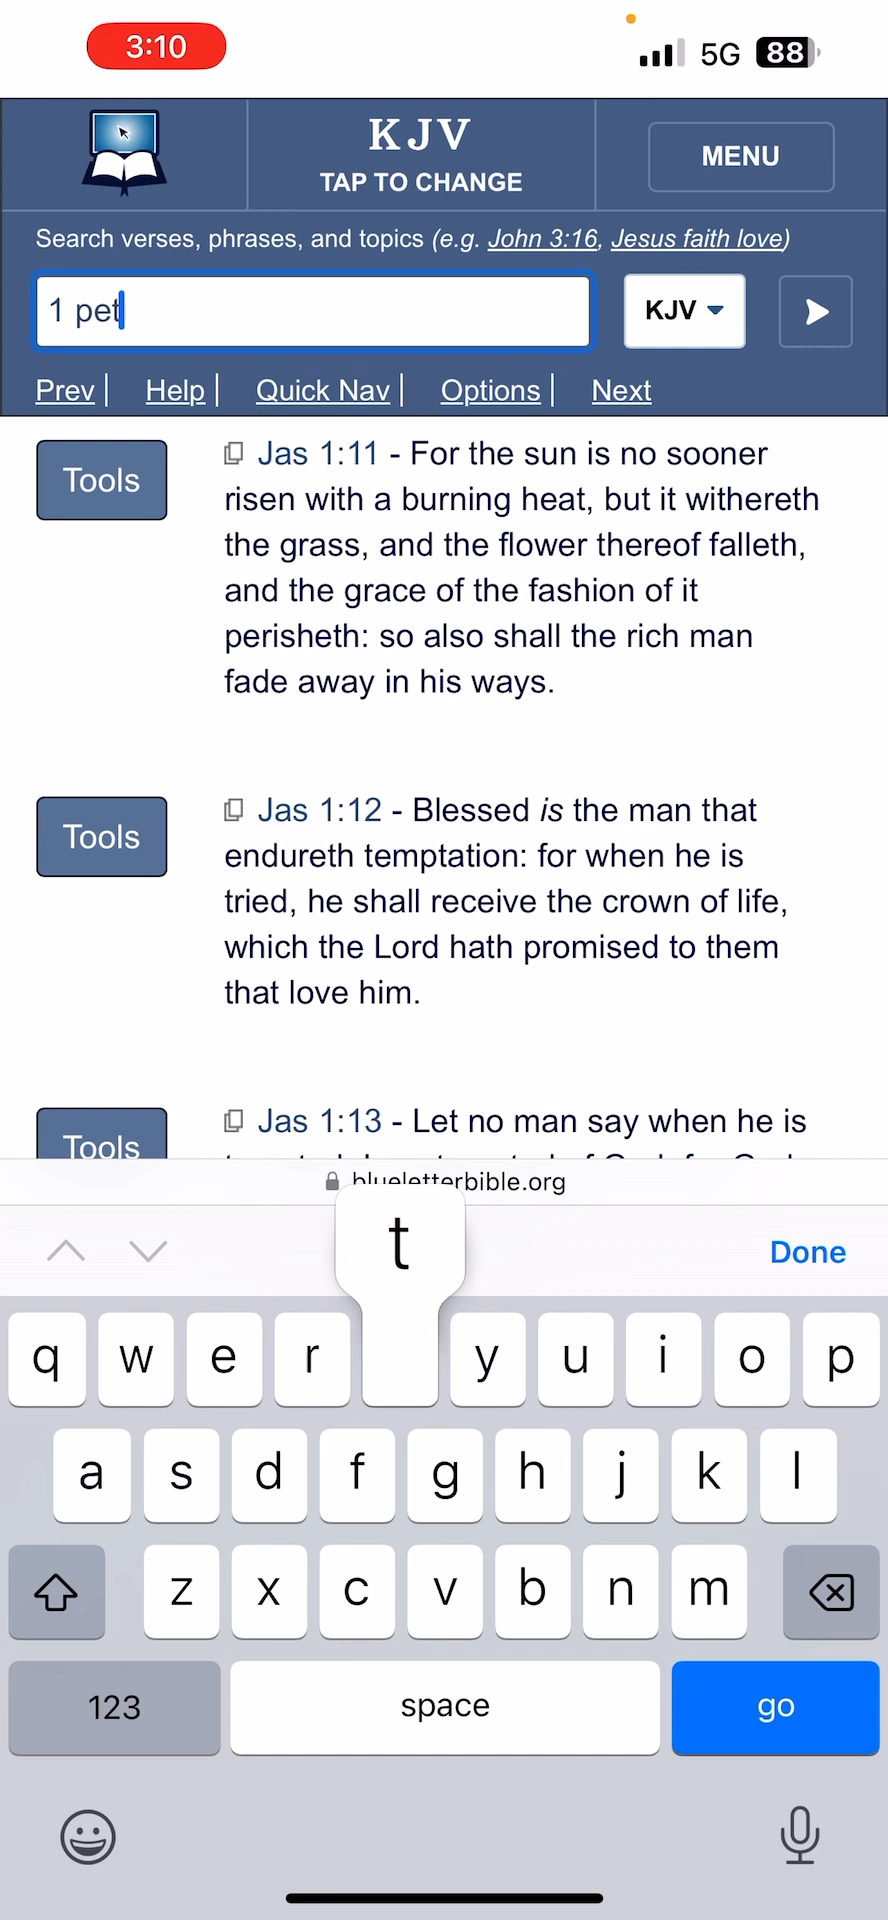 3:10
5G 88
KJV
TAP TO CHANGE
MENU
Search verses, phrases, and topics (e.g. John 3:16, Jesus faith love)
1 pet
KJV
Prev | Help | Quick Nav | Options | Next
Tools
Jas 1:11 - For the sun is no sooner
risen with a burning heat, but it withereth
the grass, and the flower thereof falleth,
and the grace of the fashion of it
perisheth: so also shall the rich man
fade away in his ways.
Tools
Jas 1:12 - Blessed is the man that
endureth temptation: for when he is
tried, he shall receive the crown of life,
which the Lord hath promised to them
that love him.
Tools
Jas 1:13 - Let no man say when he is
blueletterbible.org
t
Done
q w e r y u i o p
a s d f g h j k l
z x c v b n m
123 space go